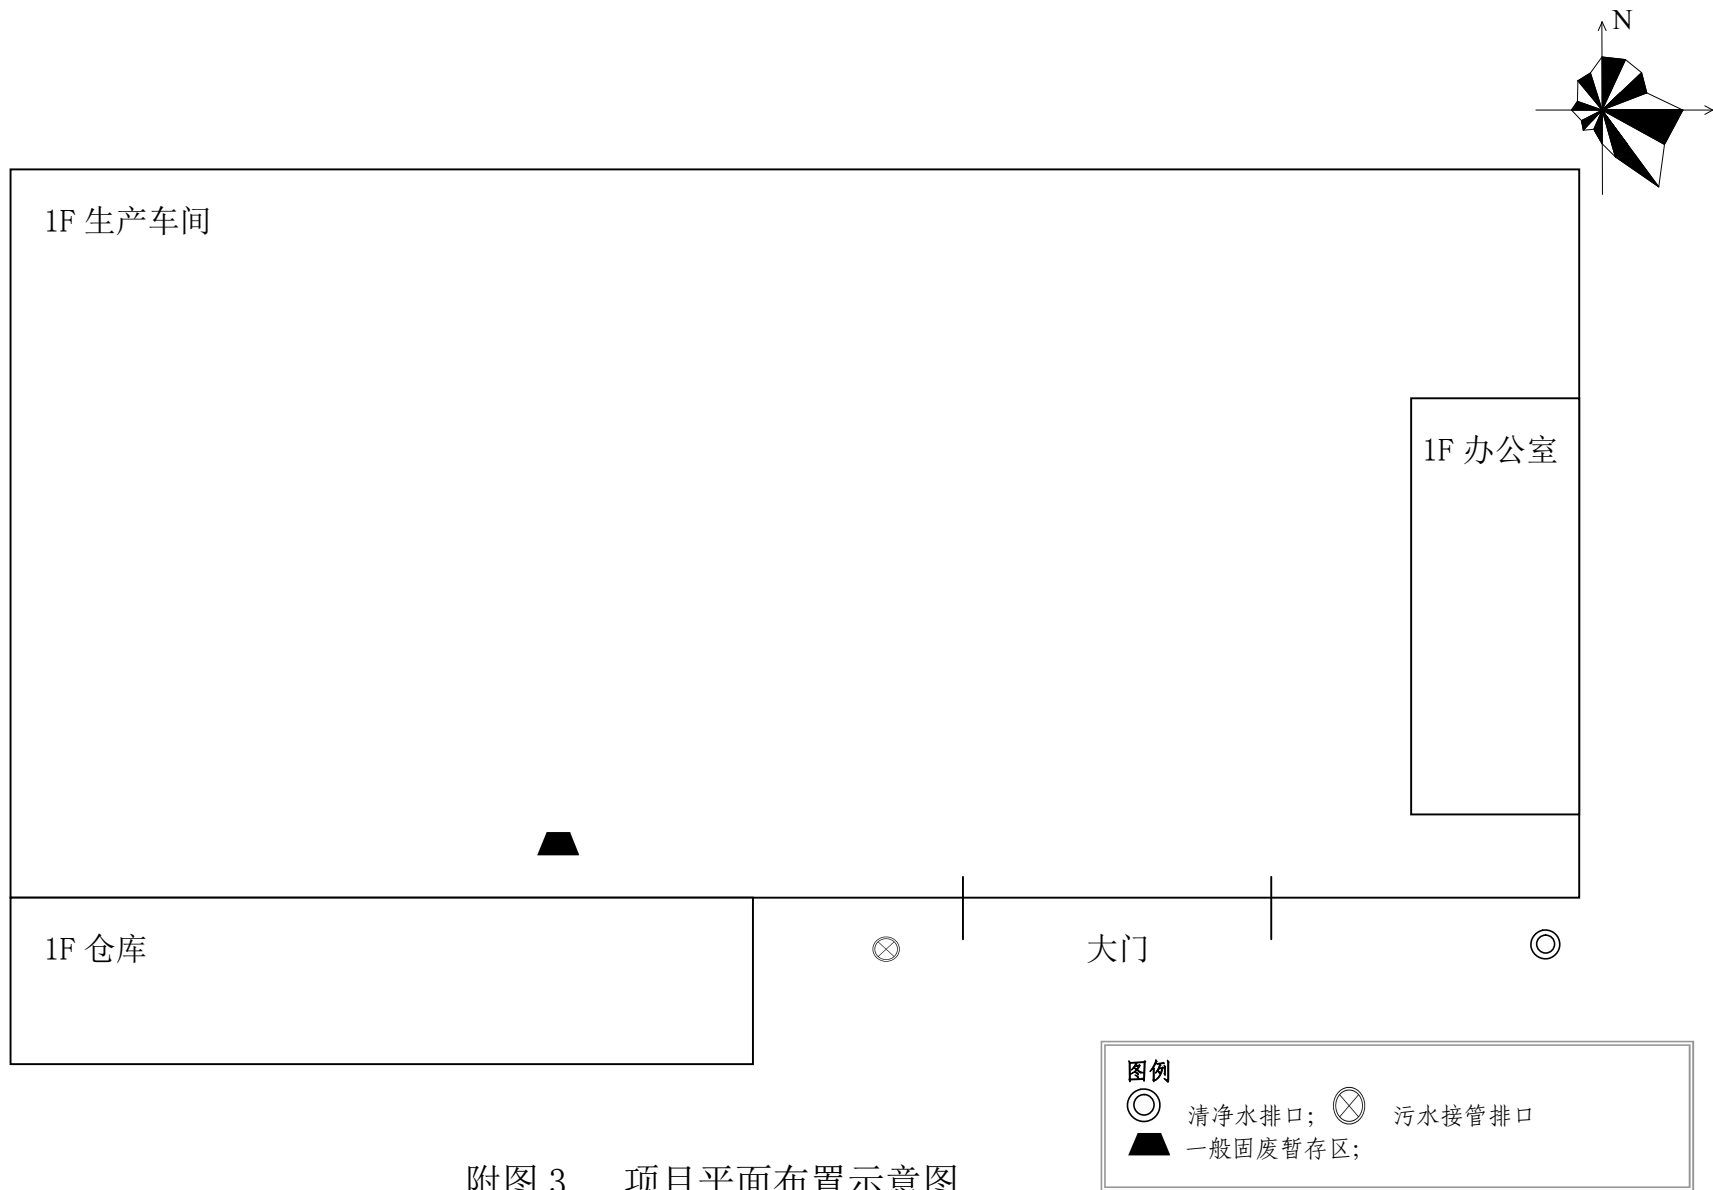 N
1F 生产车间
1F 办公室
1F 仓库
大门
图例
清净水排口; 污水接管排口
一般固废暂存区;
附图 3 项目平面布置示意图